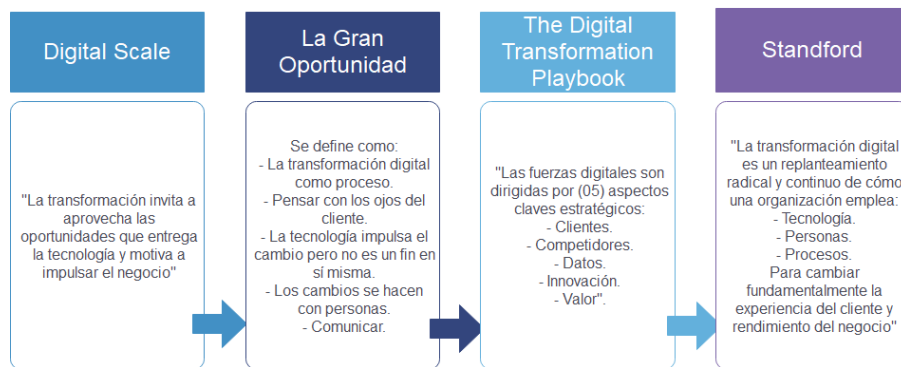 Digital Scale
"La transformación invita a
aprovecha las
oportunidades que entrega
la tecnología y motiva a
impulsar el negocio"
La Gran
Oportunidad
Se define como:
- La transformación digital
como proceso.
- Pensar con los ojos del
cliente.
- La tecnología impulsa el
cambio pero no es un fin en
sí misma.
- Los cambios se hacen
con personas.
- Comunicar.
The Digital
Transformation
Playbook
"Las fuerzas digitales son
dirigidas por (05) aspectos
claves estratégicos:
- Clientes.
- Competidores.
- Datos.
- Innovación.
- Valor".
Standford
"La transformación digital
es un replanteamiento
radical y continuo de cómo
una organización emplea:
- Tecnología.
- Personas.
- Procesos.
Para cambiar
fundamentalmente la
experiencia del cliente y
rendimiento del negocio"